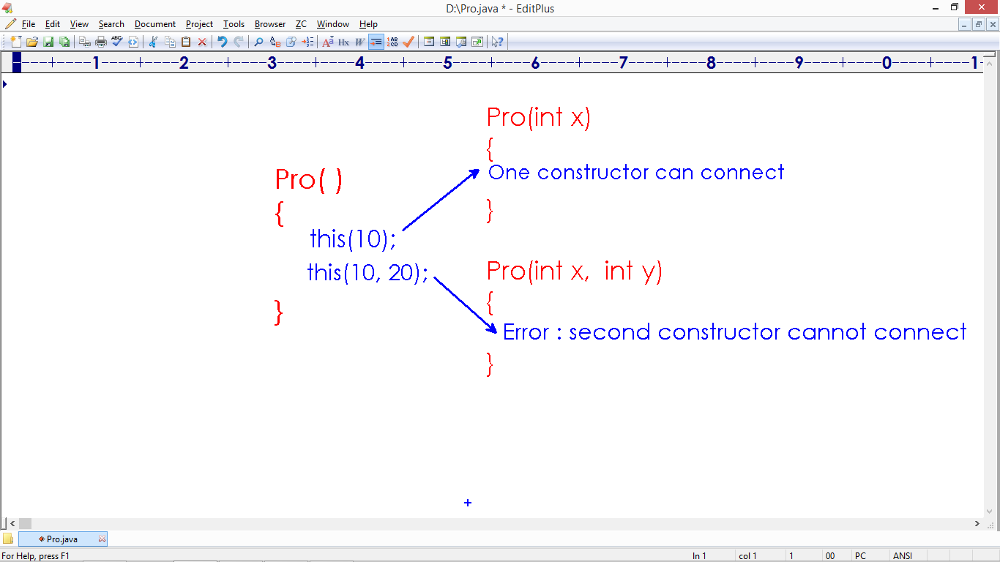 D:\Pro.java * - EditPlus
File Edit View Search Document Project Tools Browser ZC Window Help
----+----1----+----2----+----3----+----4----+----5----+----6----+----7----+----8----+----9----+----0----+----1-
Pro(int x)
{
One constructor can connect
}
Pro( )
{
this(10);
this(10, 20);
}
Pro(int x, int y)
{
Error : second constructor cannot connect
}
Pro.java
For Help, press F1 ln 1 col 1 1 00 PC ANSI